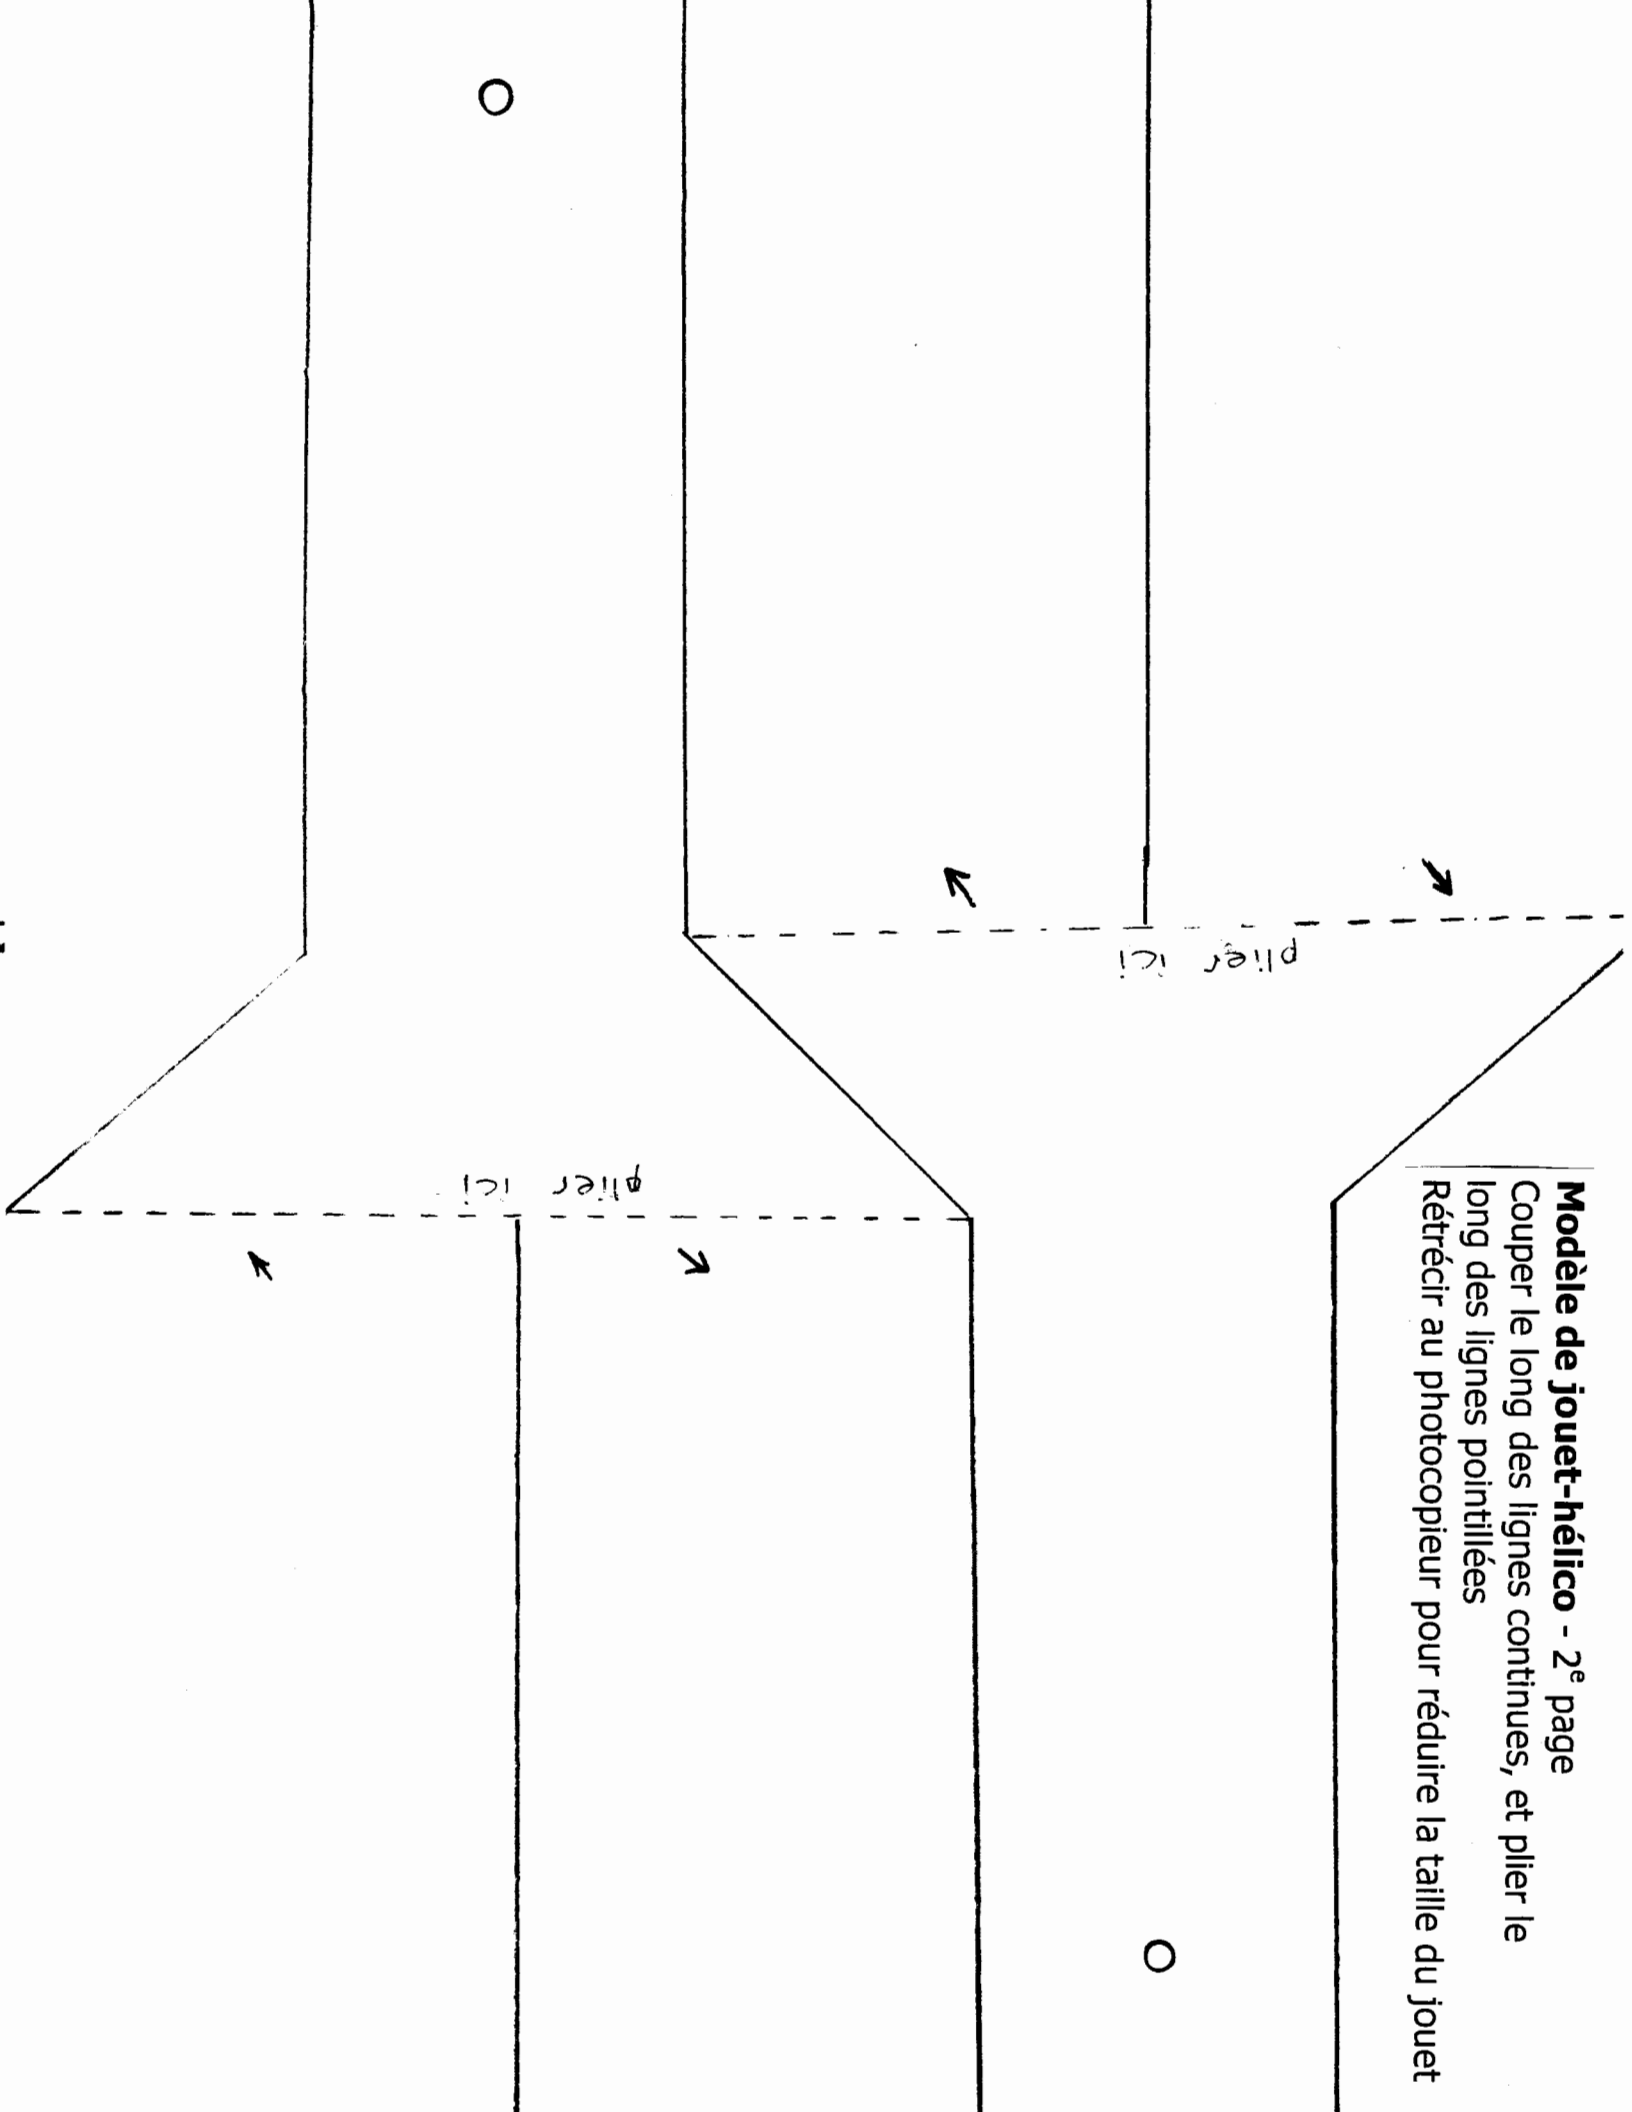 Modèle de jouet-hélico - 2e page
Couper le long des lignes continues, et plier le
long des lignes pointillées
Rétrécir au photocopieur pour réduire la taille du jouet
plier ici
plier ici